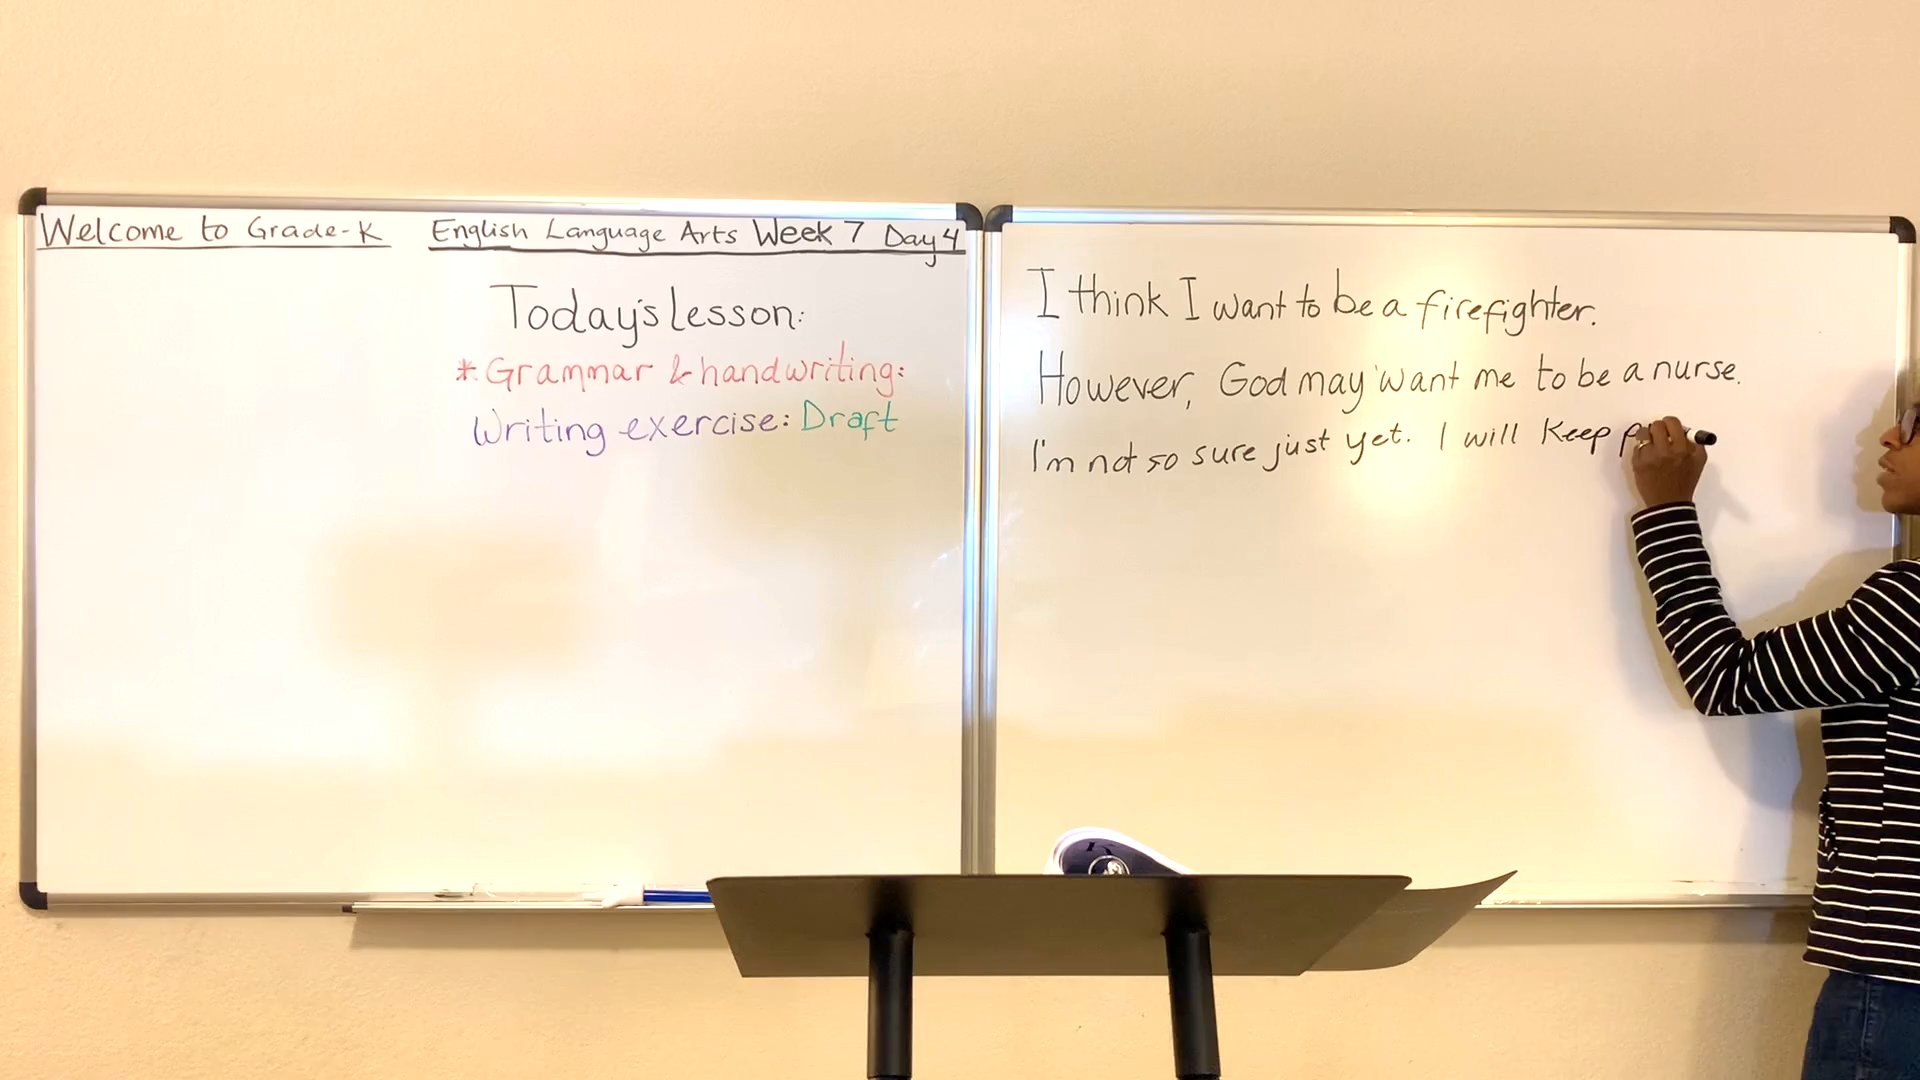 Welcome to Grade-K English Language Arts Week 7 Day 4
Today's lesson:
* Grammar & handwriting:
Writing exercise: Draft
I think I want to be a firefighter.
However, God may want me to be a nurse.
I'm not so sure just yet. I will keep